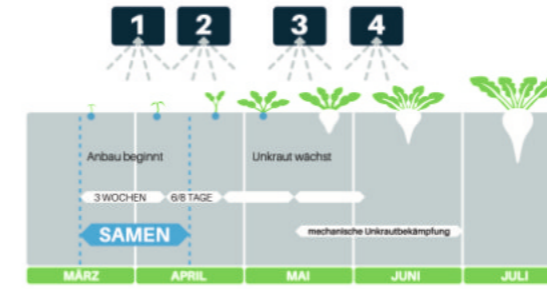 1 2 3 4
Anbau beginnt Unkraut wächst
3 WOCHEN 6/8 TAGE
SAMEN mechanische Unkrautbekämpfung
MÄRZ APRIL MAI JUNI JULI